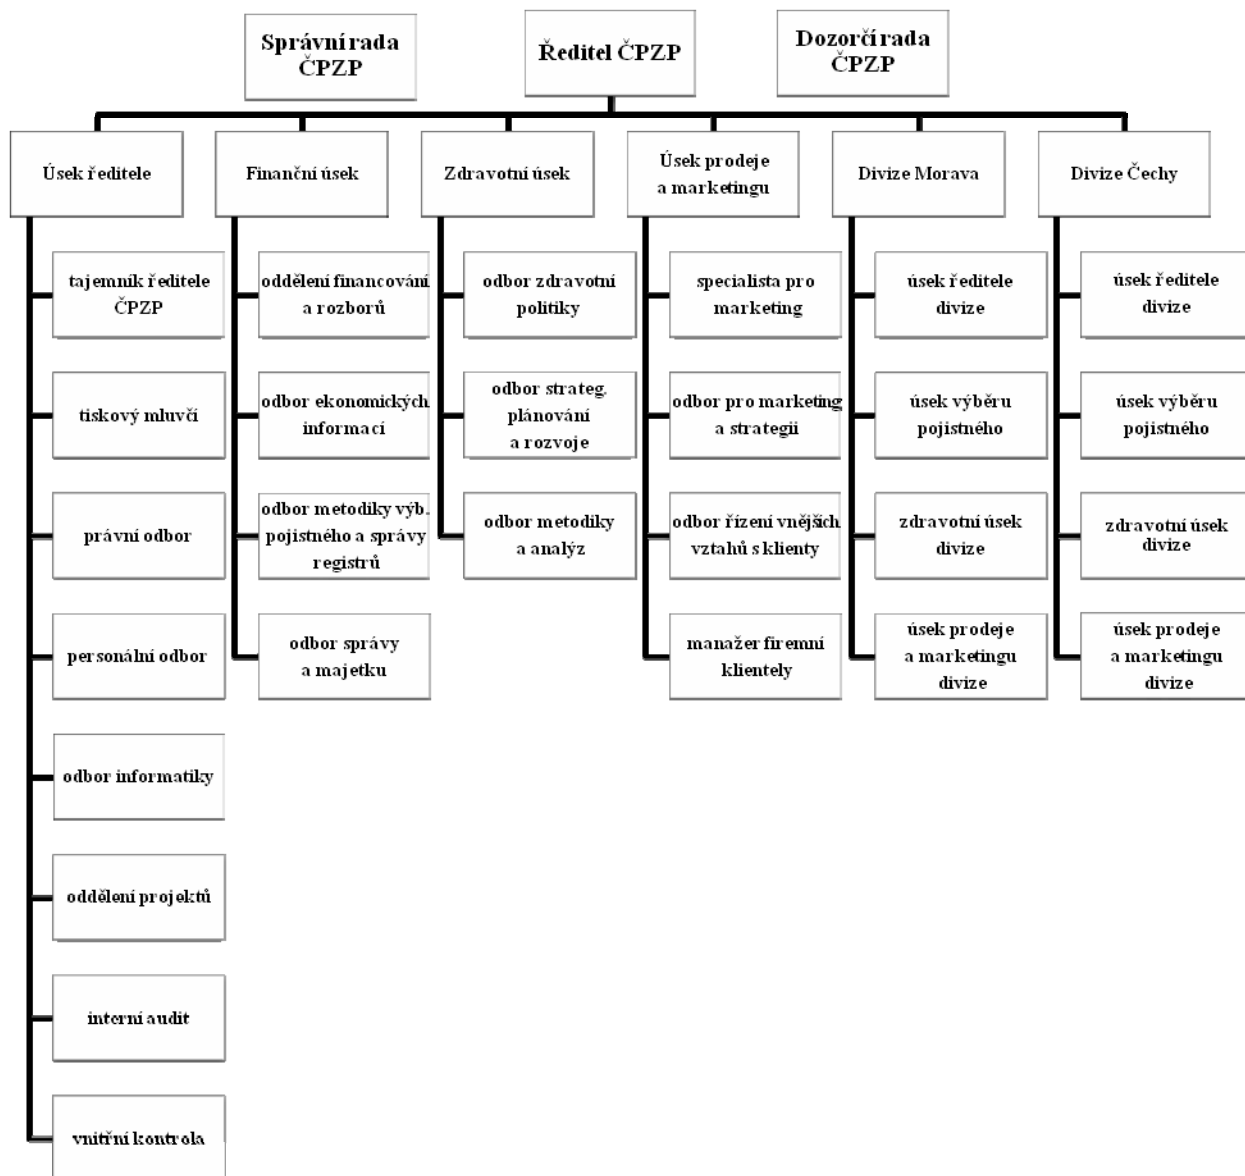 Správní rada
ČPZP
Ředitel ČPZP
Dozorčí rada
ČPZP
Úsek ředitele
Finanční úsek
Zdravotní úsek
Úsek prodeje
a marketingu
Divize Morava
Divize Čechy
tajemník ředitele
ČPZP
tiskový mluvčí
právní odbor
personální odbor
odbor informatiky
oddělení projektů
interní audit
vnitřní kontrola
oddělení financování
a rozborů
odbor ekonomických
informací
odbor metodiky výb.
pojistného a správy
registrů
odbor správy
a majetku
odbor zdravotní
politiky
odbor strateg.
plánování
a rozvoje
odbor metodiky
a analýz
specialista pro
marketing
odbor pro marketing
a strategii
odbor řízení vnějších
vztahů s klienty
manažer firemní
klientely
úsek ředitele
divize
úsek výběru
pojistného
zdravotní úsek
divize
úsek prodeje
a marketingu
divize
úsek ředitele
divize
úsek výběru
pojistného
zdravotní úsek
divize
úsek prodeje
a marketingu
divize